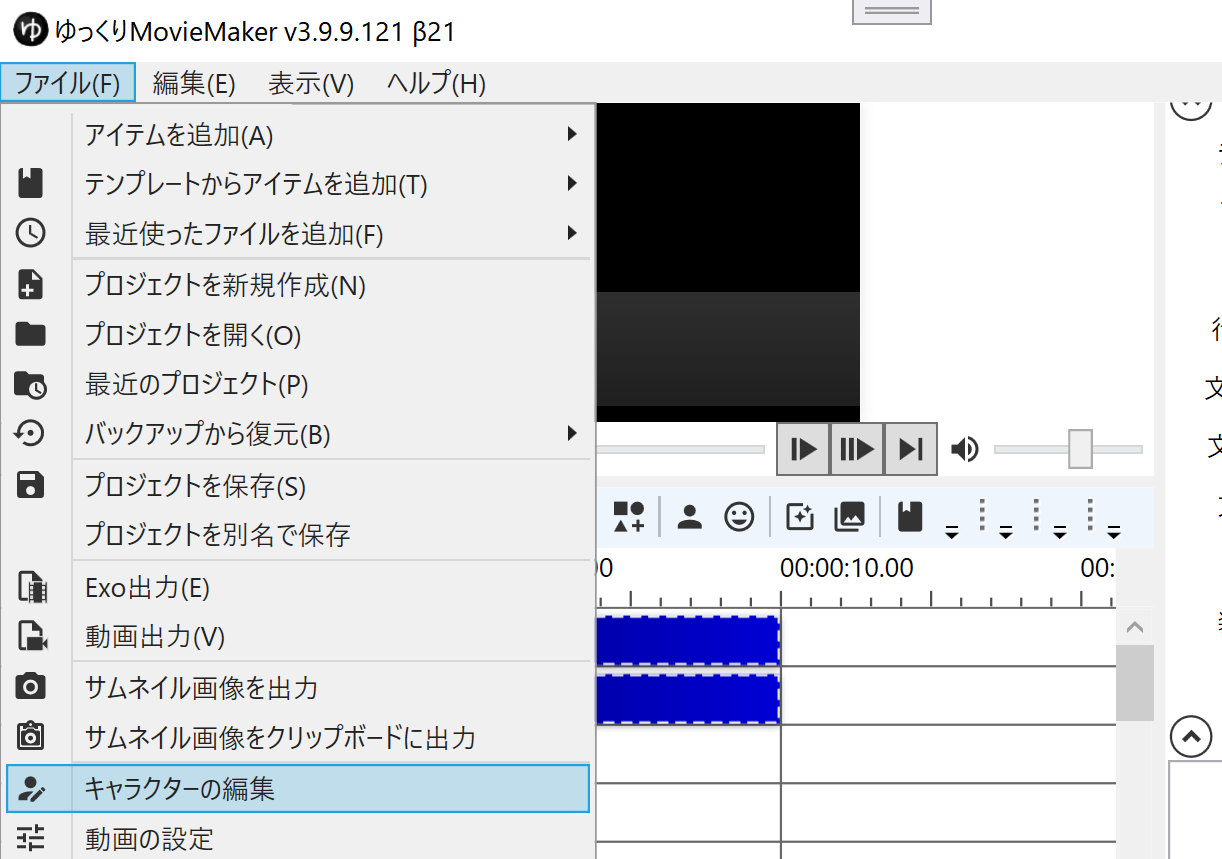 ゆ ゆっくりMovieMaker v3.9.9.121 β21
ファイル(F) 編集(E) 表示(V) ヘルプ(H)
アイテムを追加(A)
テンプレートからアイテムを追加(T)
最近使ったファイルを追加(F)
プロジェクトを新規作成(N)
プロジェクトを開く(O)
最近のプロジェクト(P)
バックアップから復元(B)
プロジェクトを保存(S)
プロジェクトを別名で保存
Exo出力(E)
動画出力(V)
サムネイル画像を出力
サムネイル画像をクリップボードに出力
キャラクターの編集
動画の設定
00:00:10.00
00:
文
文